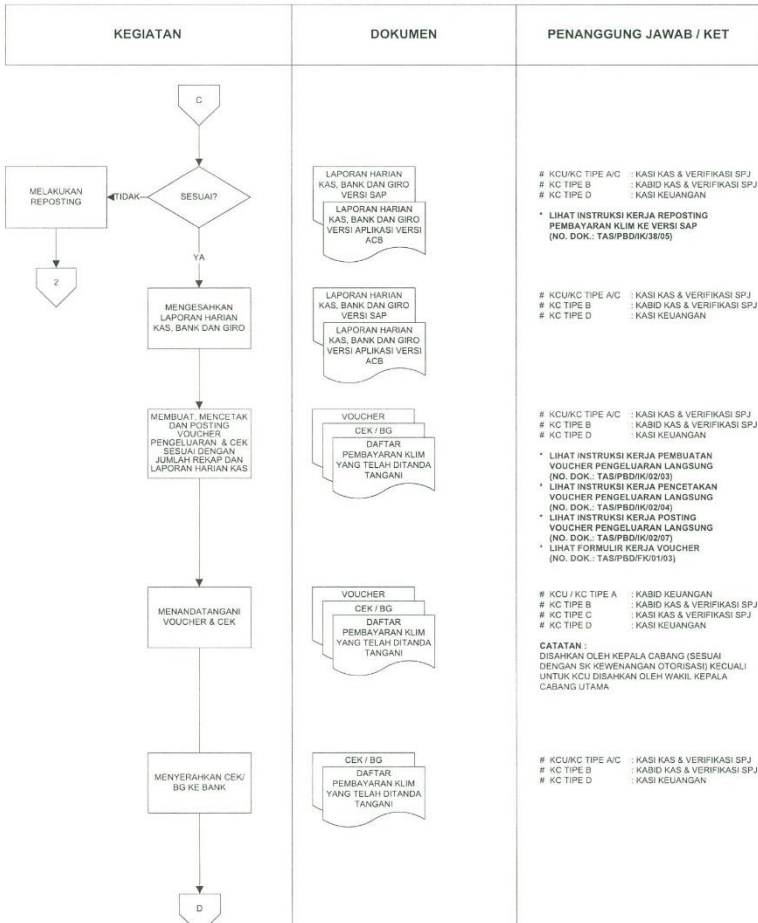 KEGIATAN
DOKUMEN
PENANGGUNG JAWAB / KET
C
SESUAI?
TIDAK
MELAKUKAN
REPOSTING
2
YA
LAPORAN HARIAN
KAS, BANK DAN GIRO
VERSI SAP
LAPORAN HARIAN
KAS, BANK DAN GIRO
VERSI APLIKASI VERSI
ACB
# KCU/KC TIPE A/C : KASI KAS & VERIFIKASI SPJ
# KC TIPE B : KABID KAS & VERIFIKASI SPJ
# KC TIPE D : KASI KEUANGAN
* LIHAT INSTRUKSI KERJA REPOSTING
PEMBAYARAN KLIM KE VERSI SAP
(NO. DOK.: TAS/PBD/IK/38/05)
MENGESAHKAN
LAPORAN HARIAN
KAS, BANK DAN GIRO
LAPORAN HARIAN
KAS, BANK DAN GIRO
VERSI SAP
LAPORAN HARIAN
KAS, BANK DAN GIRO
VERSI APLIKASI VERSI
ACB
# KCU/KC TIPE A/C : KASI KAS & VERIFIKASI SPJ
# KC TIPE B : KABID KAS & VERIFIKASI SPJ
# KC TIPE D : KASI KEUANGAN
MEMBUAT, MENCETAK
DAN POSTING
VOUCHER
PENGELUARAN & CEK
SESUAI DENGAN
JUMLAH REKAP DAN
LAPORAN HARIAN KAS
VOUCHER
CEK / BG
DAFTAR
PEMBAYARAN KLIM
YANG TELAH DITANDA
TANGANI
# KCU/KC TIPE A/C : KASI KAS & VERIFIKASI SPJ
# KC TIPE B : KABID KAS & VERIFIKASI SPJ
# KC TIPE D : KASI KEUANGAN
* LIHAT INSTRUKSI KERJA PEMBUATAN
VOUCHER PENGELUARAN LANGSUNG
(NO. DOK.: TAS/PBD/IK/02/03)
* LIHAT INSTRUKSI KERJA PENCETAKAN
VOUCHER PENGELUARAN LANGSUNG
(NO. DOK.: TAS/PBD/IK/02/04)
* LIHAT INSTRUKSI KERJA POSTING
VOUCHER PENGELUARAN LANGSUNG
(NO. DOK.: TAS/PBD/IK/02/07)
* LIHAT FORMULIR KERJA VOUCHER
(NO. DOK.: TAS/PBD/FK/01/03)
MENANDATANGANI
VOUCHER & CEK
VOUCHER
CEK / BG
DAFTAR
PEMBAYARAN KLIM
YANG TELAH DITANDA
TANGANI
# KCU / KC TIPE A : KABID KEUANGAN
# KC TIPE B : KABID KAS & VERIFIKASI SPJ
# KC TIPE C : KASI KAS & VERIFIKASI SPJ
# KC TIPE D : KASI KEUANGAN
CATATAN :
DISAHKAN OLEH KEPALA CABANG (SESUAI
DENGAN SK KEWENANGAN OTORISASI) KECUALI
UNTUK KCU DISAHKAN OLEH WAKIL KEPALA
CABANG UTAMA
MENYERAHKAN CEK/
BG KE BANK
CEK / BG
DAFTAR
PEMBAYARAN KLIM
YANG TELAH DITANDA
TANGANI
# KCU/KC TIPE A/C : KASI KAS & VERIFIKASI SPJ
# KC TIPE B : KABID KAS & VERIFIKASI SPJ
# KC TIPE D : KASI KEUANGAN
D